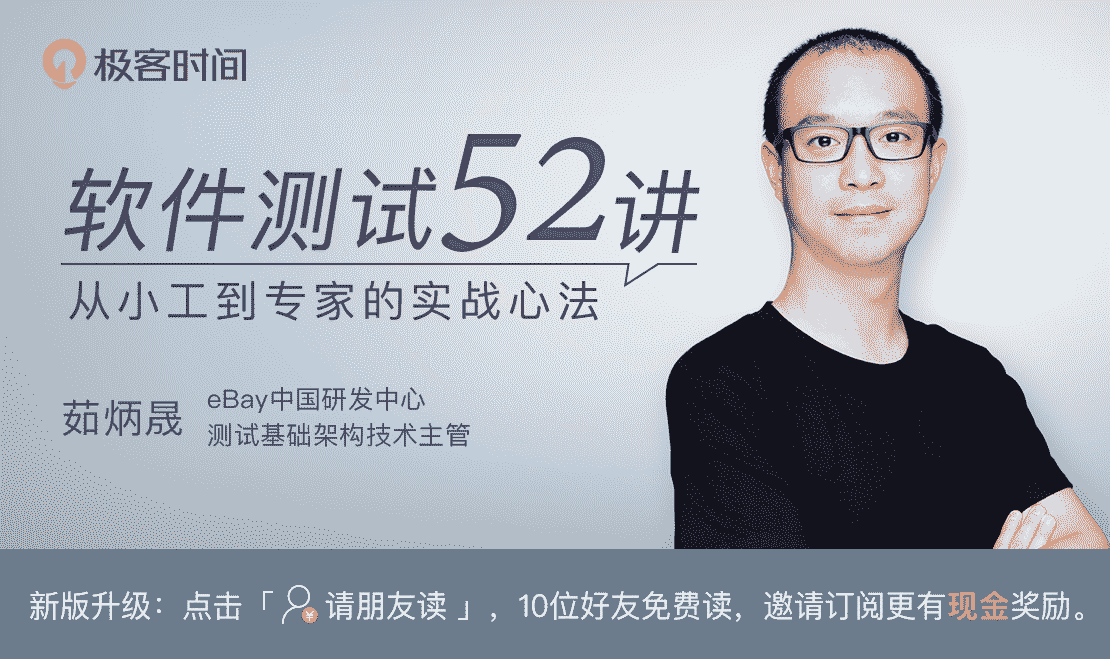 极客时间
软件测试52讲
从小工到专家的实战心法
茹炳晟
eBay中国研发中心
测试基础架构技术主管
新版升级：点击「请朋友读」，10位好友免费读，邀请订阅更有现金奖励。